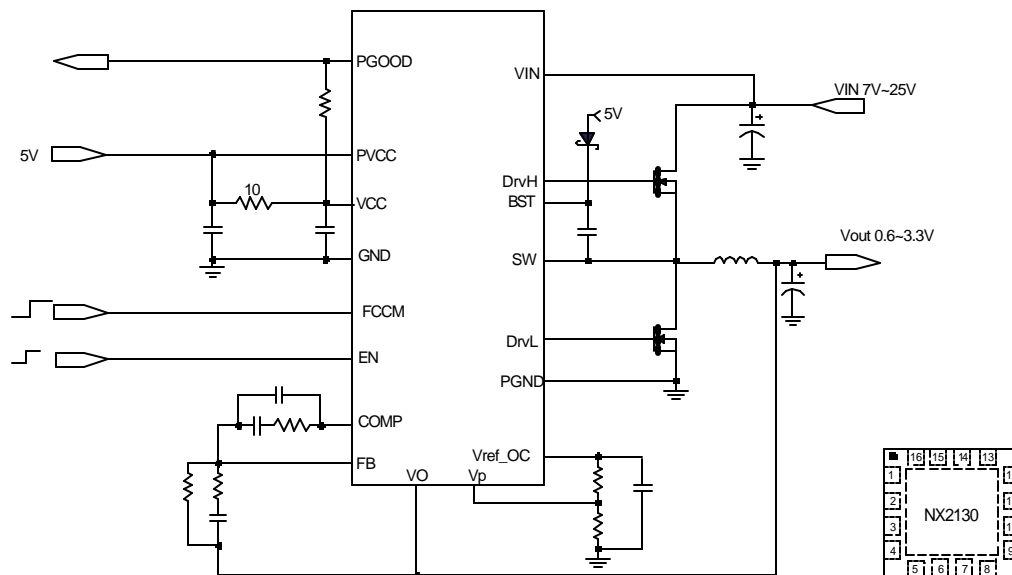 PGOOD
VIN
VIN 7V~25V
5V
5V
PVCC
DrvH
10
VCC
BST
Vout 0.6~3.3V
GND
SW
FCCM
DrvL
EN
PGND
COMP
Vref_OC
FB
VO
Vp
16 15 14 13
1
2
3
4
NX2130
9
5 6 7 8